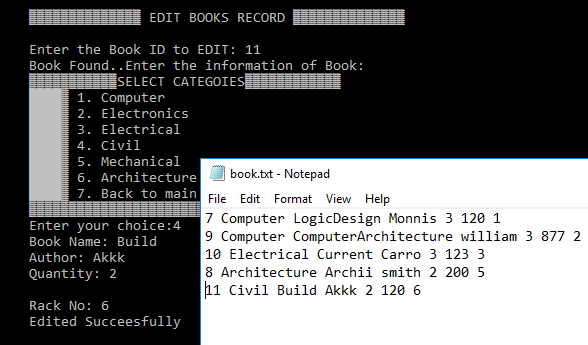 EDIT BOOKS RECORD
Enter the Book ID to EDIT: 11
Book Found..Enter the information of Book:
SELECT CATEGOIES
1. Computer
2. Electronics
3. Electrical
4. Civil
5. Mechanical
6. Architecture
7. Back to main
Enter your choice:4
Book Name: Build
Author: Akkk
Quantity: 2
Rack No: 6
Edited Succeesfully
book.txt - Notepad
File Edit Format View Help
7 Computer LogicDesign Monnis 3 120 1
9 Computer ComputerArchitecture william 3 877 2
10 Electrical Current Carro 3 123 3
8 Architecture Archii smith 2 200 5
11 Civil Build Akkk 2 120 6